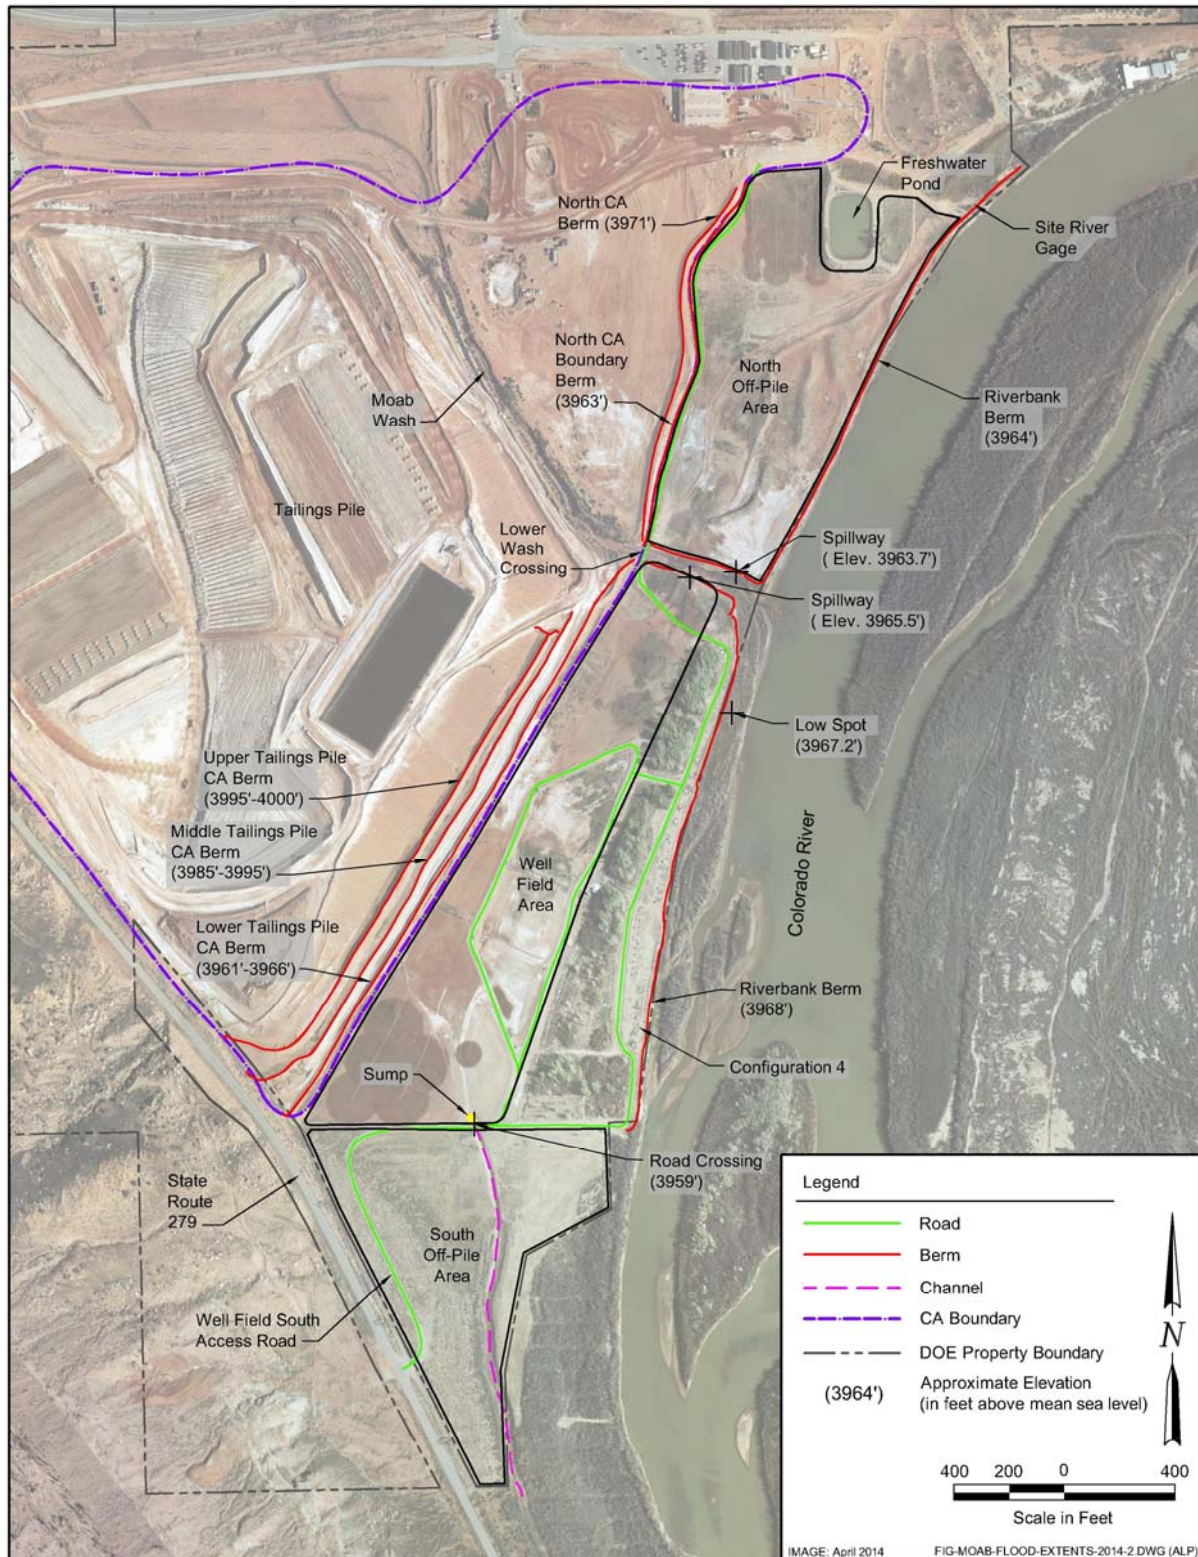 Freshwater
Pond
North CA
Berm (3971')
Site River
Gage
North CA
Boundary
Berm
(3963')
North
Off-Pile
Area
Moab
Wash
Riverbank
Berm
(3964')
Tailings Pile
Lower
Wash
Crossing
Spillway
( Elev. 3963.7')
Spillway
( Elev. 3965.5')
Low Spot
(3967.2')
Upper Tailings Pile
CA Berm
(3995'-4000')
Middle Tailings Pile
CA Berm
(3985'-3995')
Colorado River
Well
Field
Area
Lower Tailings Pile
CA Berm
(3961'-3966')
Riverbank Berm
(3968')
Configuration 4
Sump
Road Crossing
(3959')
State
Route
279
South
Off-Pile
Area
Well Field South
Access Road
Legend
Road
Berm
Channel
CA Boundary
DOE Property Boundary
(3964') Approximate Elevation
(in feet above mean sea level)
N
400 200 0 400
Scale in Feet
IMAGE: April 2014 FIG-MOAB-FLOOD-EXTENTS-2014-2.DWG (ALP)